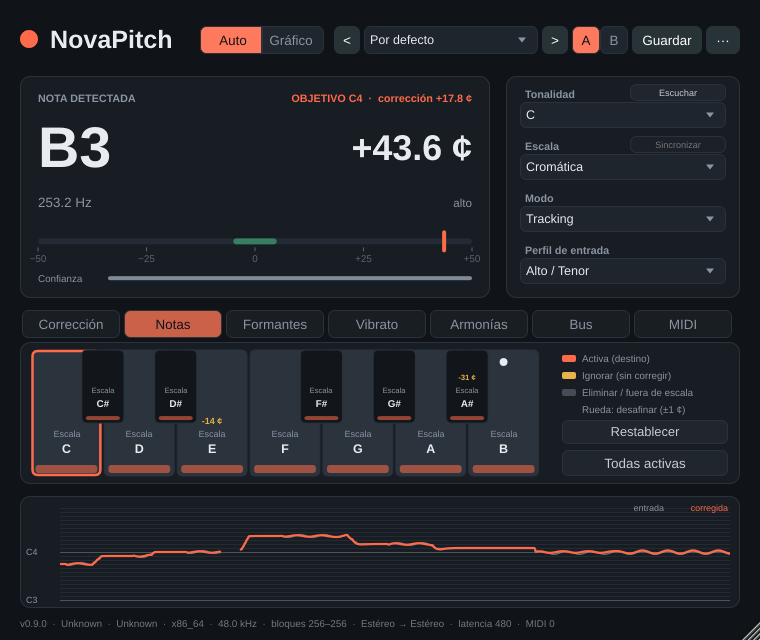 NovaPitch Auto Gráfico < Por defecto > A B Guardar ···
NOTA DETECTADA OBJETIVO C4 · corrección +17.8 ¢
B3 +43.6 ¢
253.2 Hz alto
−50 −25 0 +25 +50
Confianza
Tonalidad Escuchar
C
Escala Sincronizar
Cromática
Modo
Tracking
Perfil de entrada
Alto / Tenor
Corrección Notas Formantes Vibrato Armonías Bus MIDI
-31 ¢
Escala Escala Escala Escala Escala
C# D# F# G# A#
-14 ¢
Escala Escala Escala Escala Escala Escala Escala
C D E F G A B
Activa (destino)
Ignorar (sin corregir)
Eliminar / fuera de escala
Rueda: desafinar (±1 ¢)
Restablecer
Todas activas
entrada corregida
C4
C3
v0.9.0 · Unknown · Unknown · x86_64 · 48.0 kHz · bloques 256–256 · Estéreo → Estéreo · latencia 480 · MIDI 0